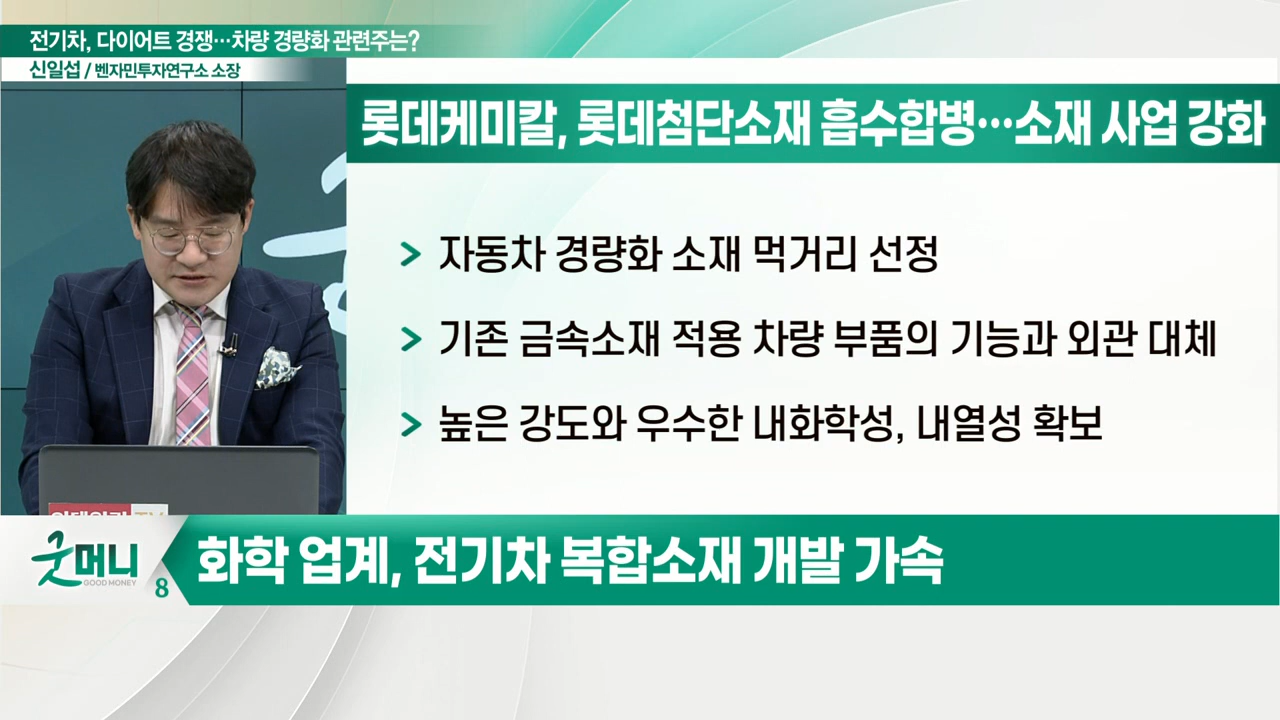 전기차, 다이어트 경쟁…차량 경량화 관련주는?
신일섭 / 벤자민투자연구소 소장
롯데케미칼, 롯데첨단소재 흡수합병…소재 사업 강화
> 자동차 경량화 소재 먹거리 선정
> 기존 금속소재 적용 차량 부품의 기능과 외관 대체
> 높은 강도와 우수한 내화학성, 내열성 확보
굿머니
GOOD MONEY
8
화학 업계, 전기차 복합소재 개발 가속